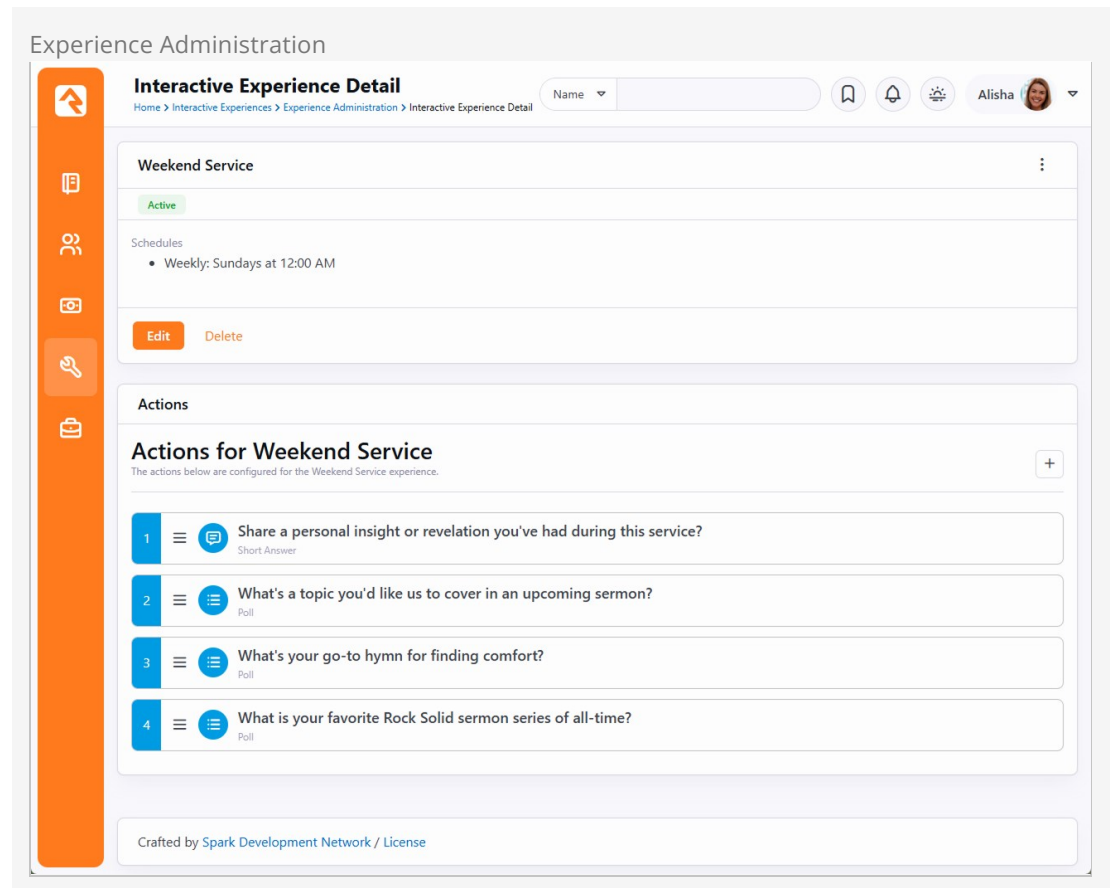 Experience Administration
Interactive Experience Detail
Home > Interactive Experiences > Experience Administration > Interactive Experience Detail
Name
Alisha
Weekend Service
Active
Schedules
• Weekly: Sundays at 12:00 AM
Edit Delete
Actions
Actions for Weekend Service
The actions below are configured for the Weekend Service experience.
1 Share a personal insight or revelation you've had during this service?
Short Answer
2 What's a topic you'd like us to cover in an upcoming sermon?
Poll
3 What's your go-to hymn for finding comfort?
Poll
4 What is your favorite Rock Solid sermon series of all-time?
Poll
Crafted by Spark Development Network / License